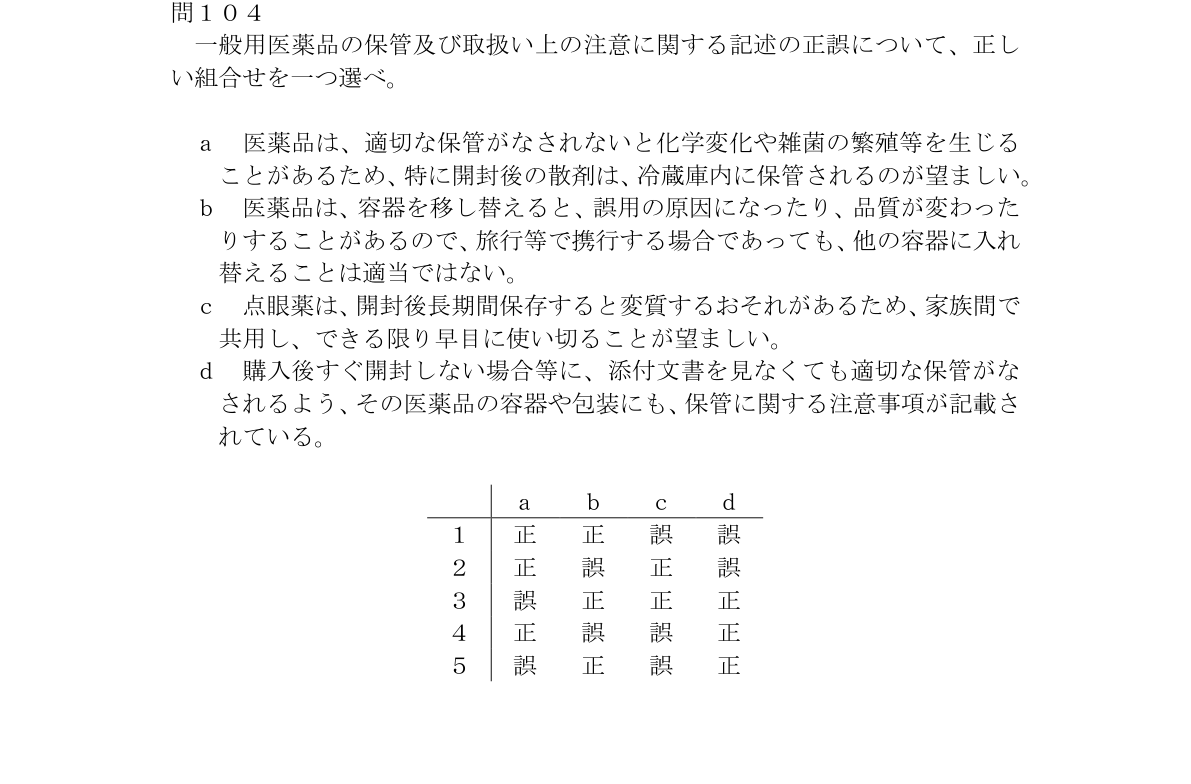 問１０４
一般用医薬品の保管及び取扱い上の注意に関する記述の正誤について、正し
い組合せを一つ選べ。
ａ　医薬品は、適切な保管がなされないと化学変化や雑菌の繁殖等を生じる
ことがあるため、特に開封後の散剤は、冷蔵庫内に保管されるのが望ましい。
ｂ　医薬品は、容器を移し替えると、誤用の原因になったり、品質が変わった
りすることがあるので、旅行等で携行する場合であっても、他の容器に入れ
替えることは適当ではない。
ｃ　点眼薬は、開封後長期間保存すると変質するおそれがあるため、家族間で
共用し、できる限り早目に使い切ることが望ましい。
ｄ　購入後すぐ開封しない場合等に、添付文書を見なくても適切な保管がな
されるよう、その医薬品の容器や包装にも、保管に関する注意事項が記載さ
れている。
ａ　ｂ　ｃ　ｄ
１　正　正　誤　誤
２　正　誤　正　誤
３　誤　正　正　正
４　正　誤　誤　正
５　誤　正　誤　正